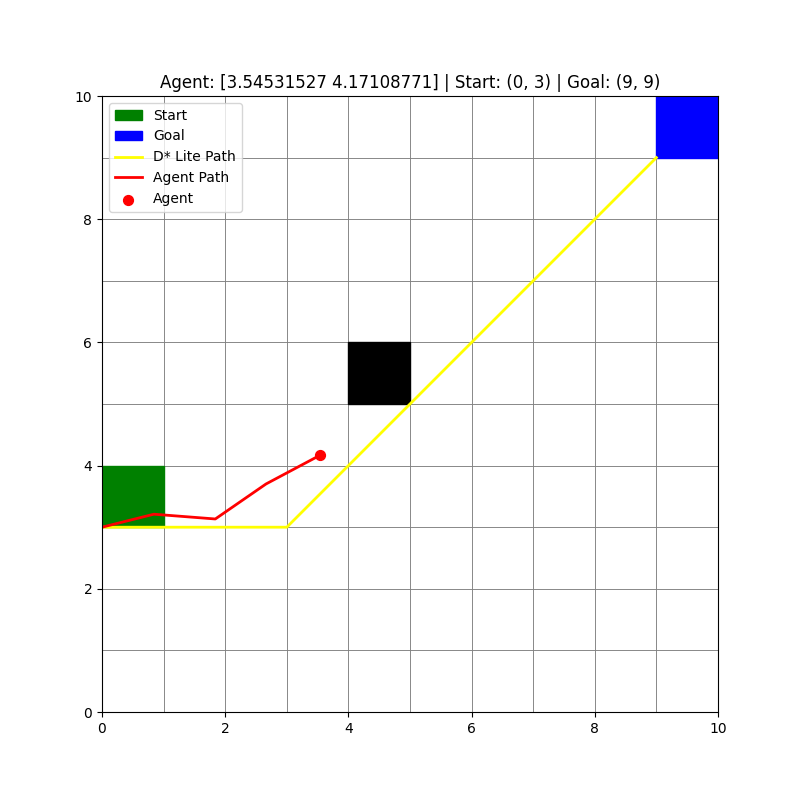 Agent: [3.54531527 4.17108771] | Start: (0, 3) | Goal: (9, 9)
Start
Goal
D* Lite Path
Agent Path
Agent
10
8
6
4
2
0
0 2 4 6 8 10